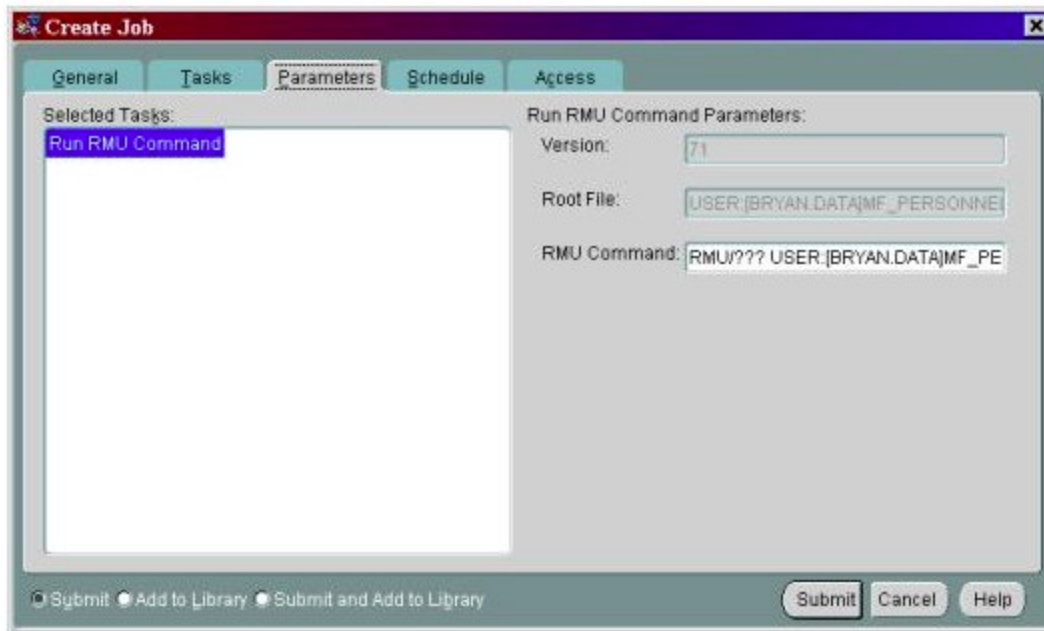 Create Job
General Tasks Parameters Schedule Access
Selected Tasks:
Run RMU Command
Run RMU Command Parameters:
Version: 71
Root File: USER:[BRYAN.DATA]MF_PERSONNEL
RMU Command: RMU/??? USER:[BRYAN.DATA]MF_PE
Submit Add to Library Submit and Add to Library
Submit Cancel Help